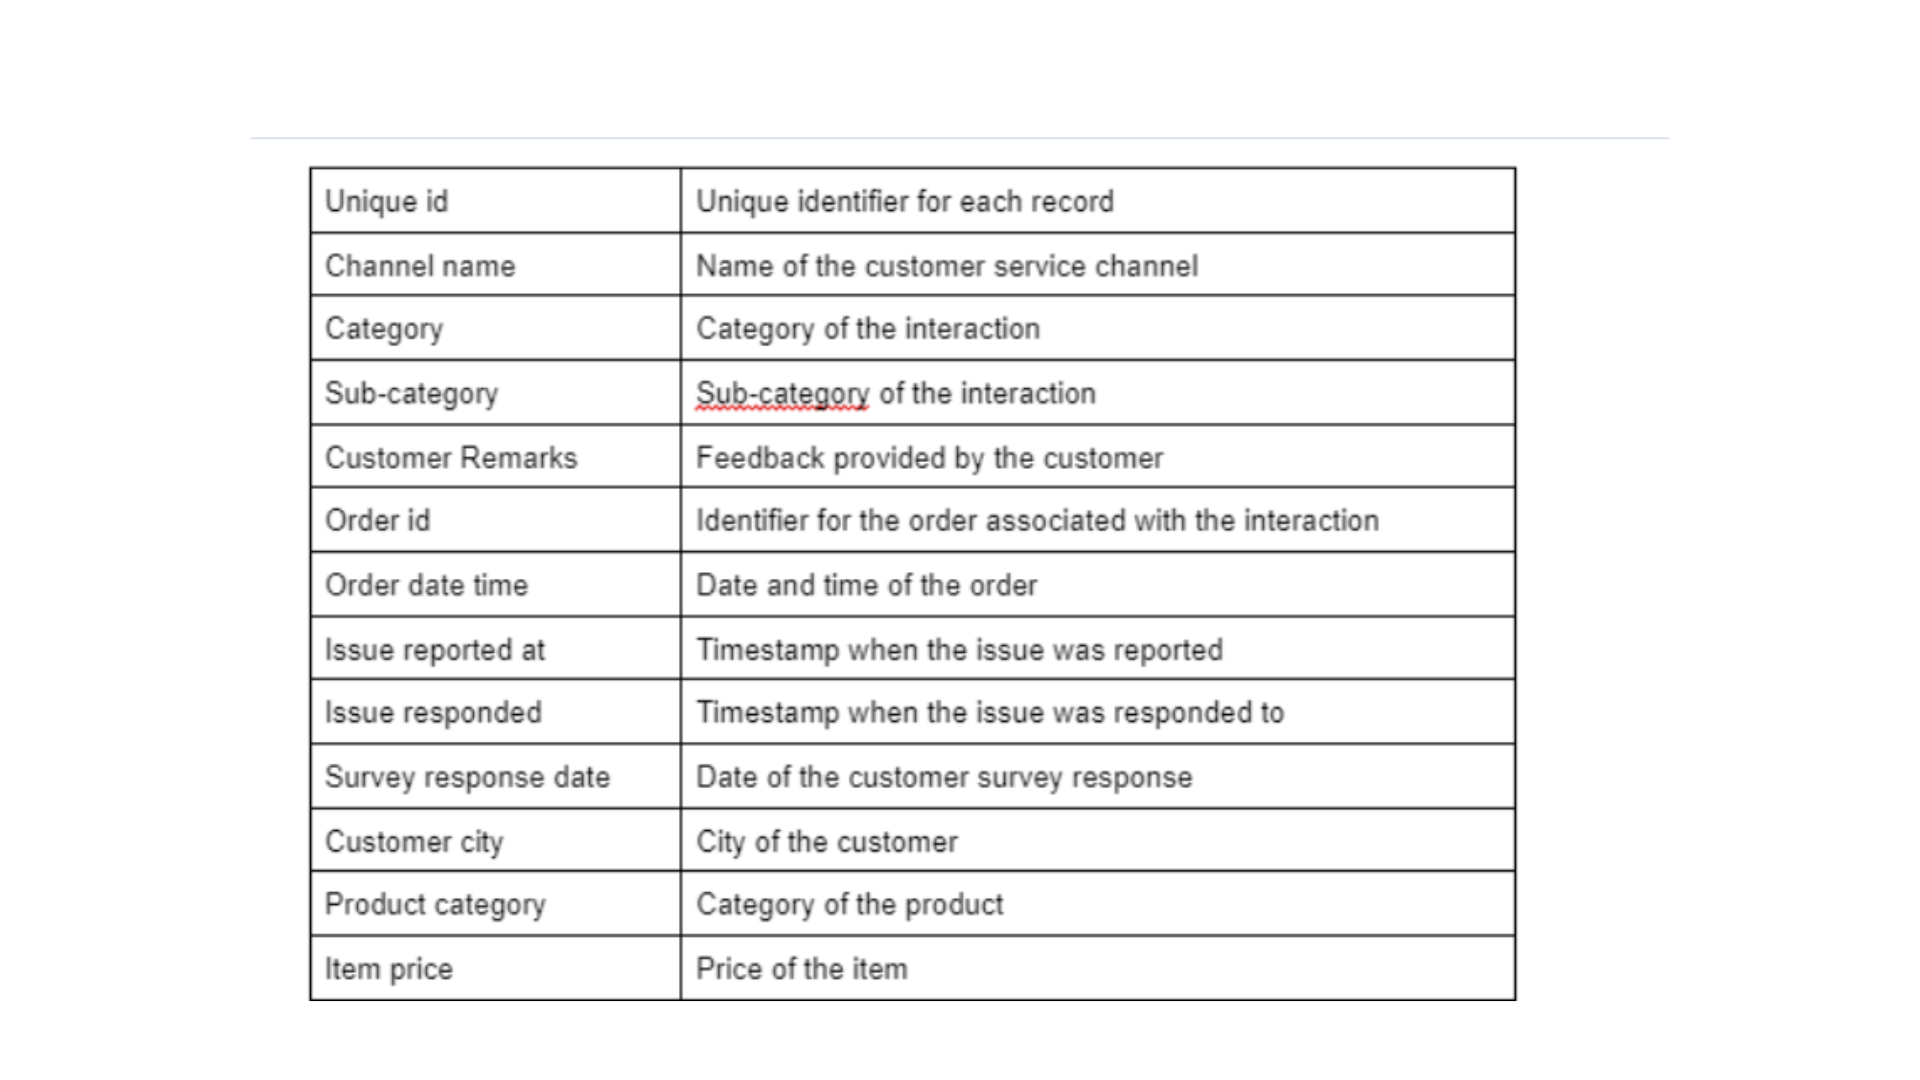 Unique id Unique identifier for each record
Channel name Name of the customer service channel
Category Category of the interaction
Sub-category Sub-category of the interaction
Customer Remarks Feedback provided by the customer
Order id Identifier for the order associated with the interaction
Order date time Date and time of the order
Issue reported at Timestamp when the issue was reported
Issue responded Timestamp when the issue was responded to
Survey response date Date of the customer survey response
Customer city City of the customer
Product category Category of the product
Item price Price of the item